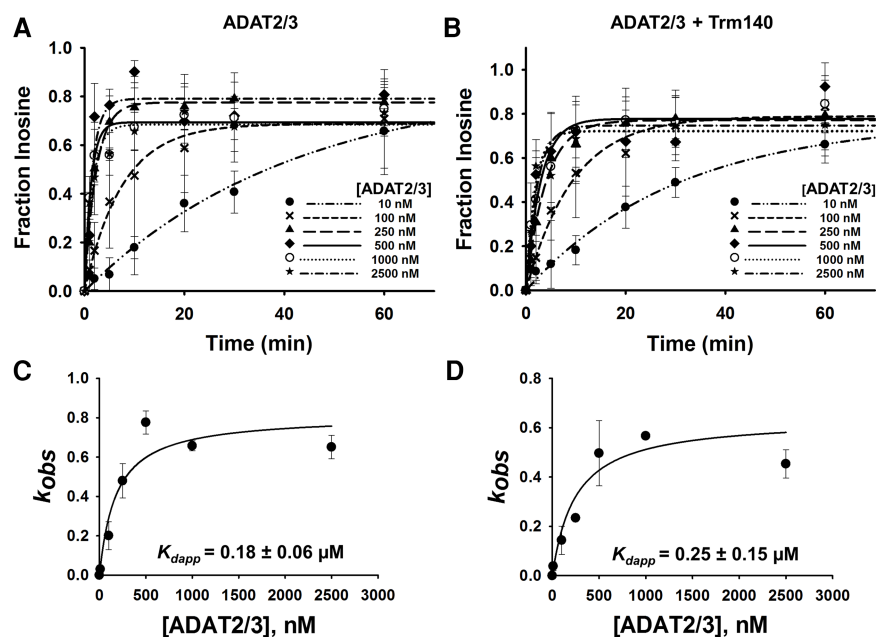 A
ADAT2/3
Fraction Inosine
1.0
0.8
0.6
0.4
0.2
0.0
0
20
40
60
Time (min)
[ADAT2/3]
10 nM
100 nM
250 nM
500 nM
1000 nM
2500 nM
B
ADAT2/3 + Trm140
Fraction Inosine
1.0
0.8
0.6
0.4
0.2
0.0
0
20
40
60
Time (min)
[ADAT2/3]
10 nM
100 nM
250 nM
500 nM
1000 nM
2500 nM
C
kobs
1.0
0.8
0.6
0.4
0.2
0.0
0
500
1000
1500
2000
2500
3000
Kdapp = 0.18 ± 0.06 µM
[ADAT2/3], nM
D
kobs
0.8
0.6
0.4
0.2
0.0
0
500
1000
1500
2000
2500
3000
Kdapp = 0.25 ± 0.15 µM
[ADAT2/3], nM